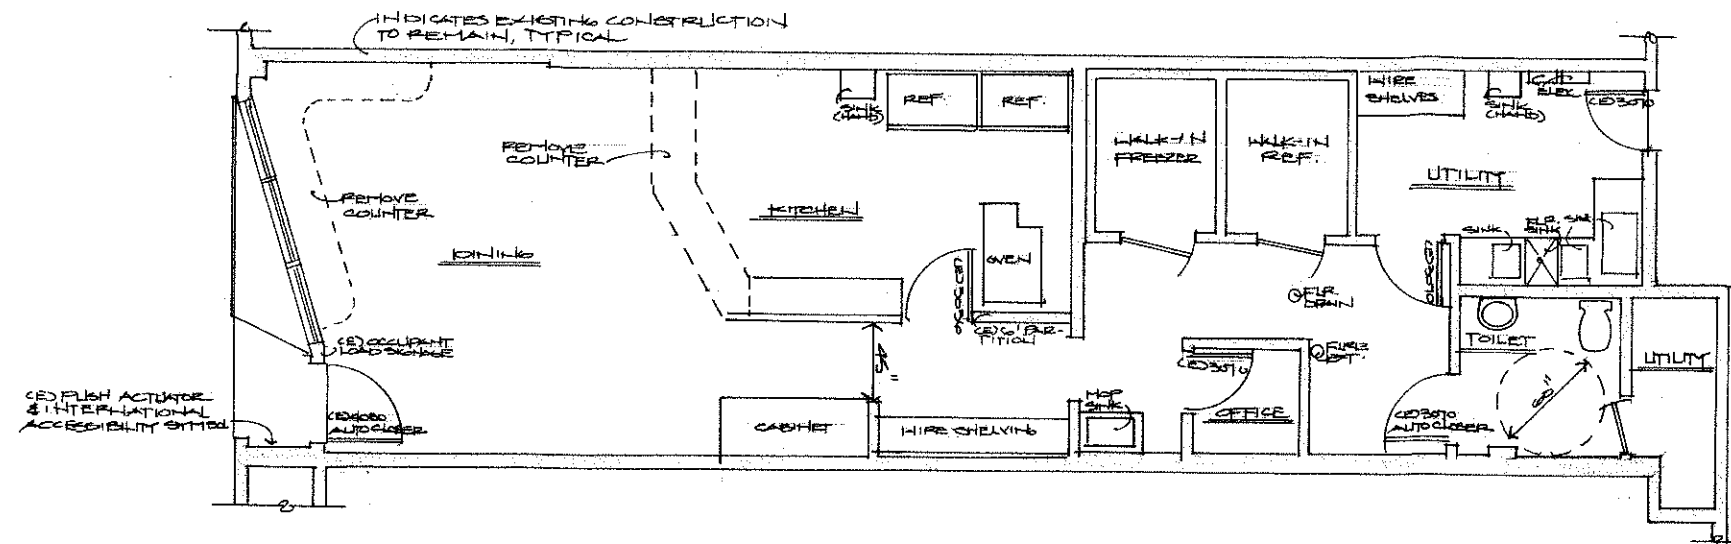 INDICATES EXISTING CONSTRUCTION
TO REMAIN, TYPICAL
REMOVE
COUNTER
REMOVE
COUNTER
DINING
KITCHEN
SINK
(HAND)
REF.
REF.
OVEN
(E) 6' PAR-
TITION
WALK-IN
FREEZER
WALK-IN
REF.
WIRE
SHELVES
SINK
(HAND)
ELEC.
(E) 3070
UTILITY
SINK
FLR.
SINK
SINK
FLR.
DRAIN
TOILET
UTILITY
60"
(E) 3070
AUTO CLOSER
(E) 3070
OFFICE
MOP
SINK
WIRE SHELVING
CABINET
(E) OCCUPANT
LOAD SIGNAGE
(E) PUSH ACTUATOR
& INTERNATIONAL
ACCESSIBILITY SYMBOL
AUTO CLOSER